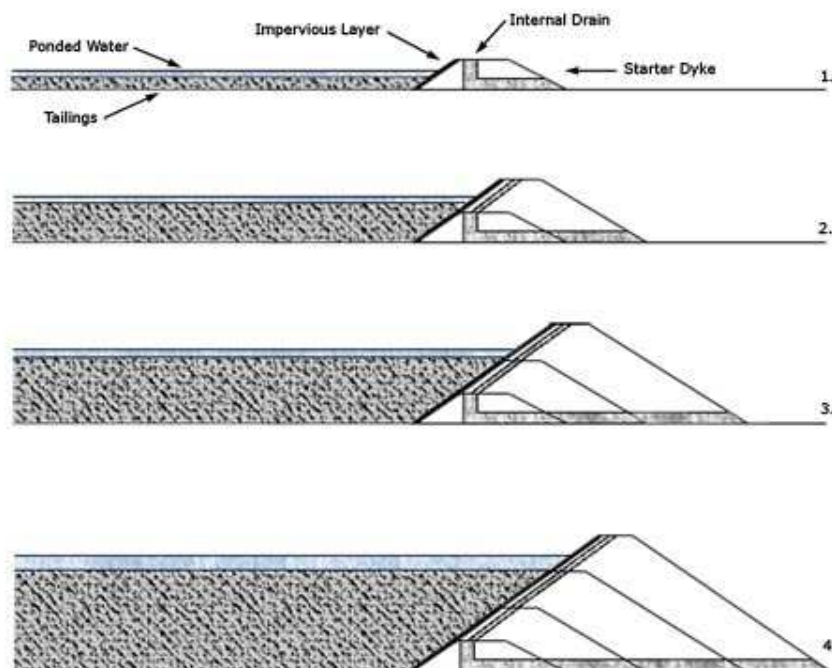 Internal Drain
Impervious Layer
Ponded Water
Starter Dyke
1.
Tailings
2.
3.
4